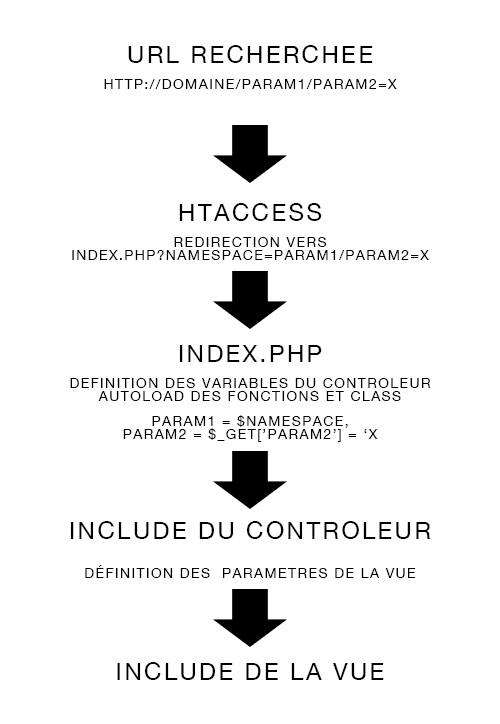 URL RECHERCHEE
HTTP://DOMAINE/PARAM1/PARAM2=X
HTACCESS
REDIRECTION VERS
INDEX.PHP?NAMESPACE=PARAM1/PARAM2=X
INDEX.PHP
DEFINITION DES VARIABLES DU CONTROLEUR
AUTOLOAD DES FONCTIONS ET CLASS
PARAM1 = $NAMESPACE,
PARAM2 = $_GET['PARAM2'] = ‘X
INCLUDE DU CONTROLEUR
DÉFINITION DES  PARAMETRES DE LA VUE
INCLUDE DE LA VUE